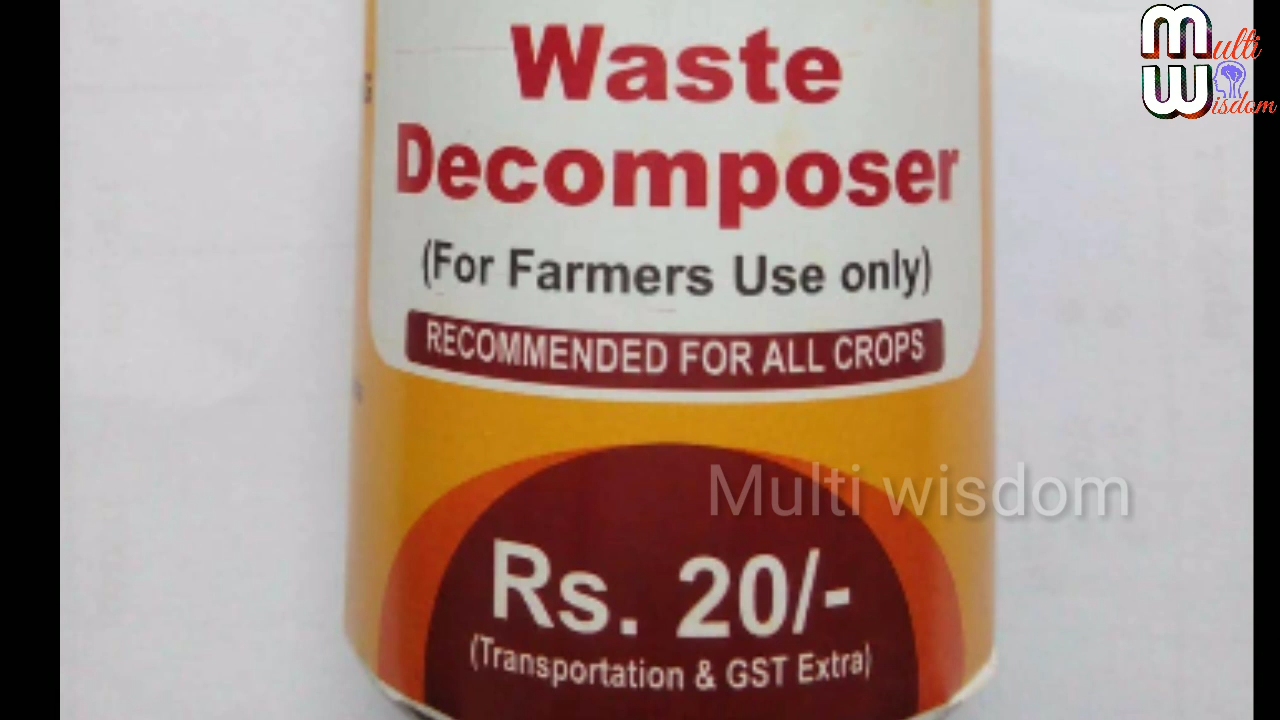 Multi
Wisdom
Waste
Decomposer
(For Farmers Use only)
RECOMMENDED FOR ALL CROPS
Multi wisdom
Rs. 20/-
(Transportation & GST Extra)